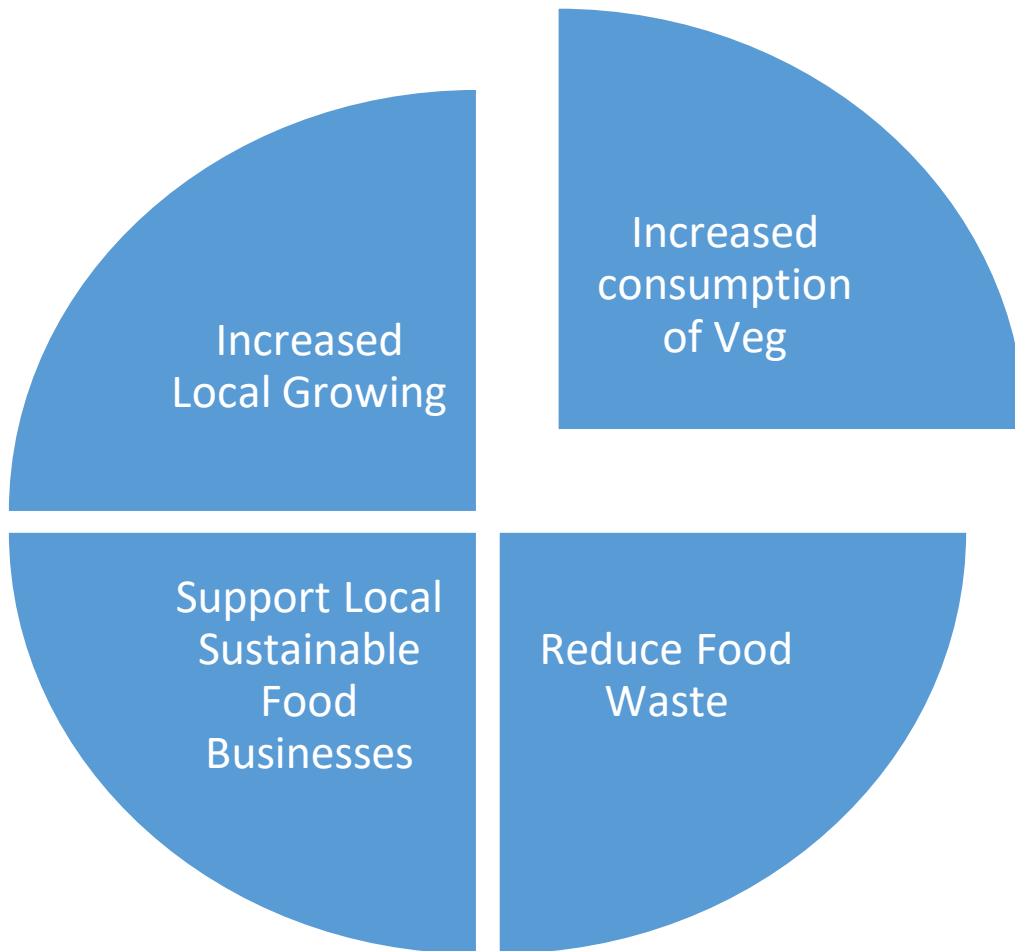 Increased
Local Growing
Increased
consumption
of Veg
Support Local
Sustainable
Food
Businesses
Reduce Food
Waste